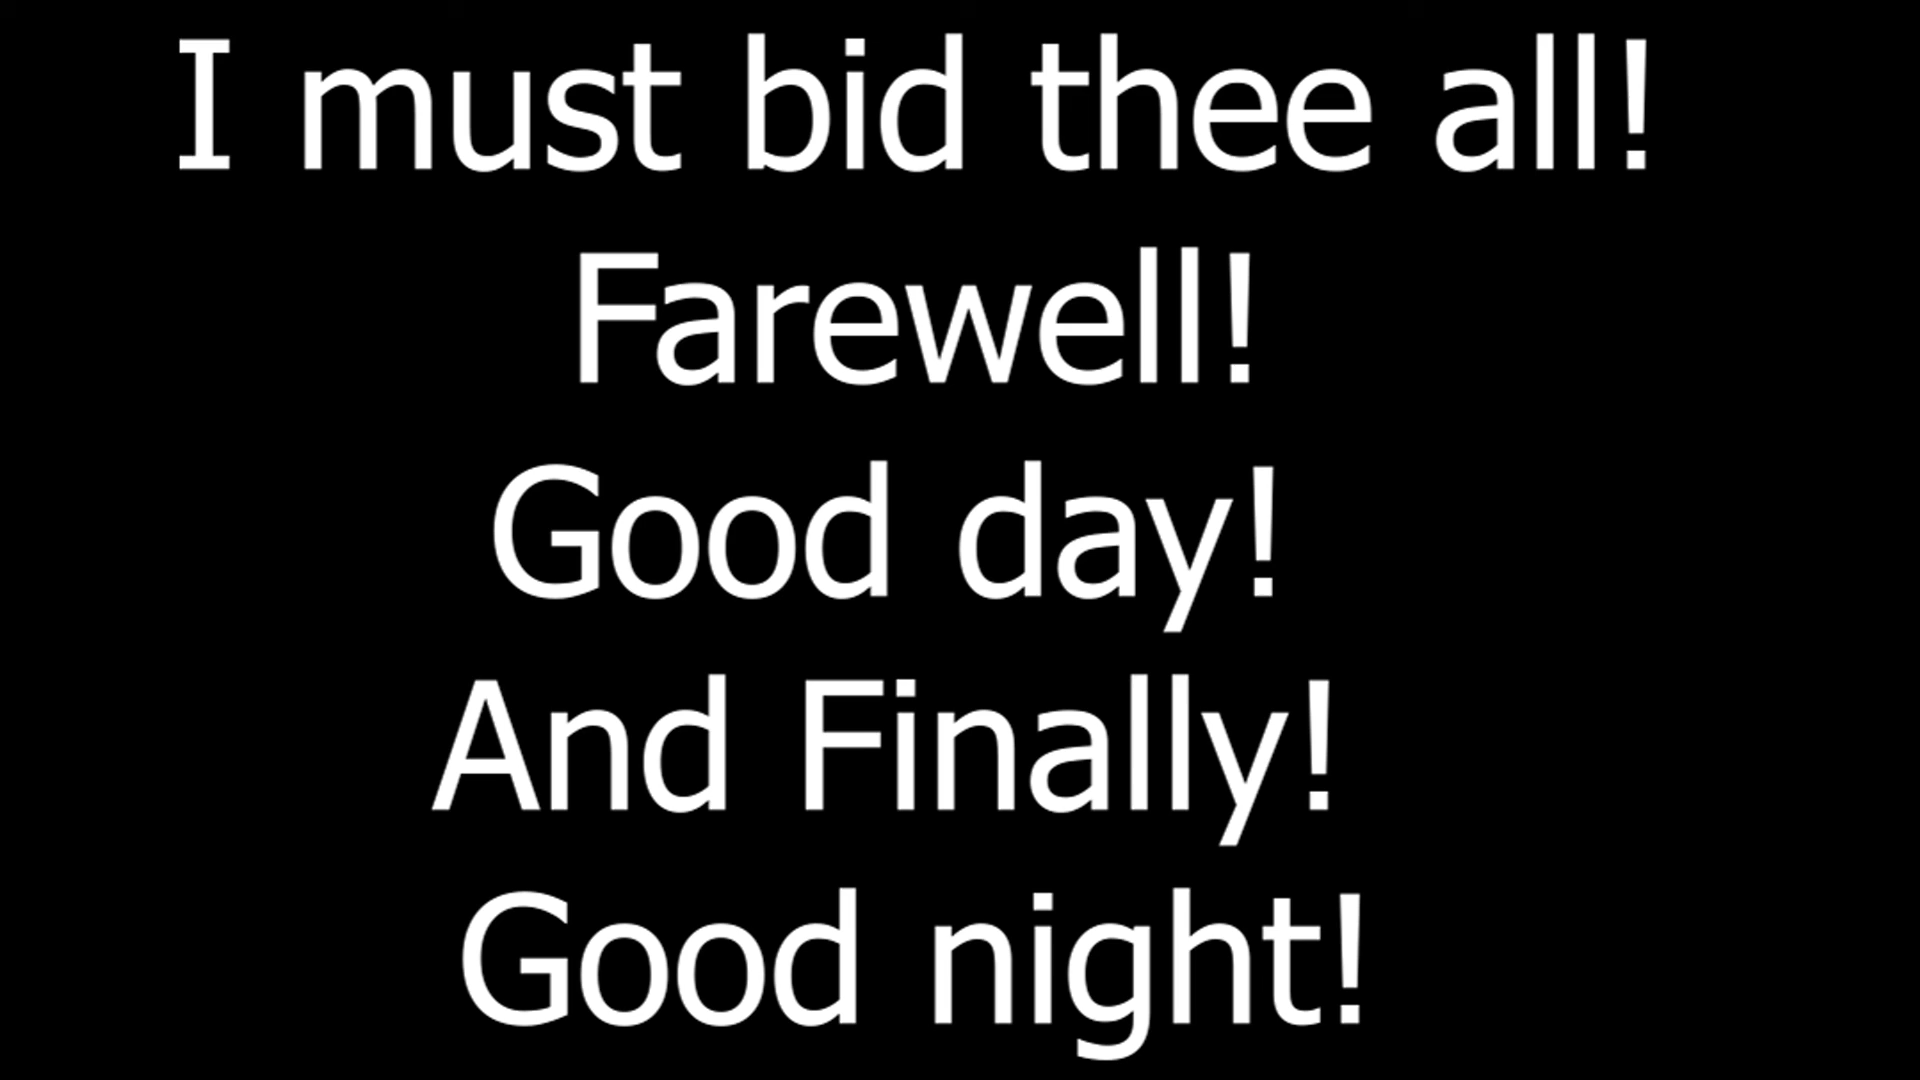 I must bid thee all!
Farewell!
Good day!
And Finally!
Good night!